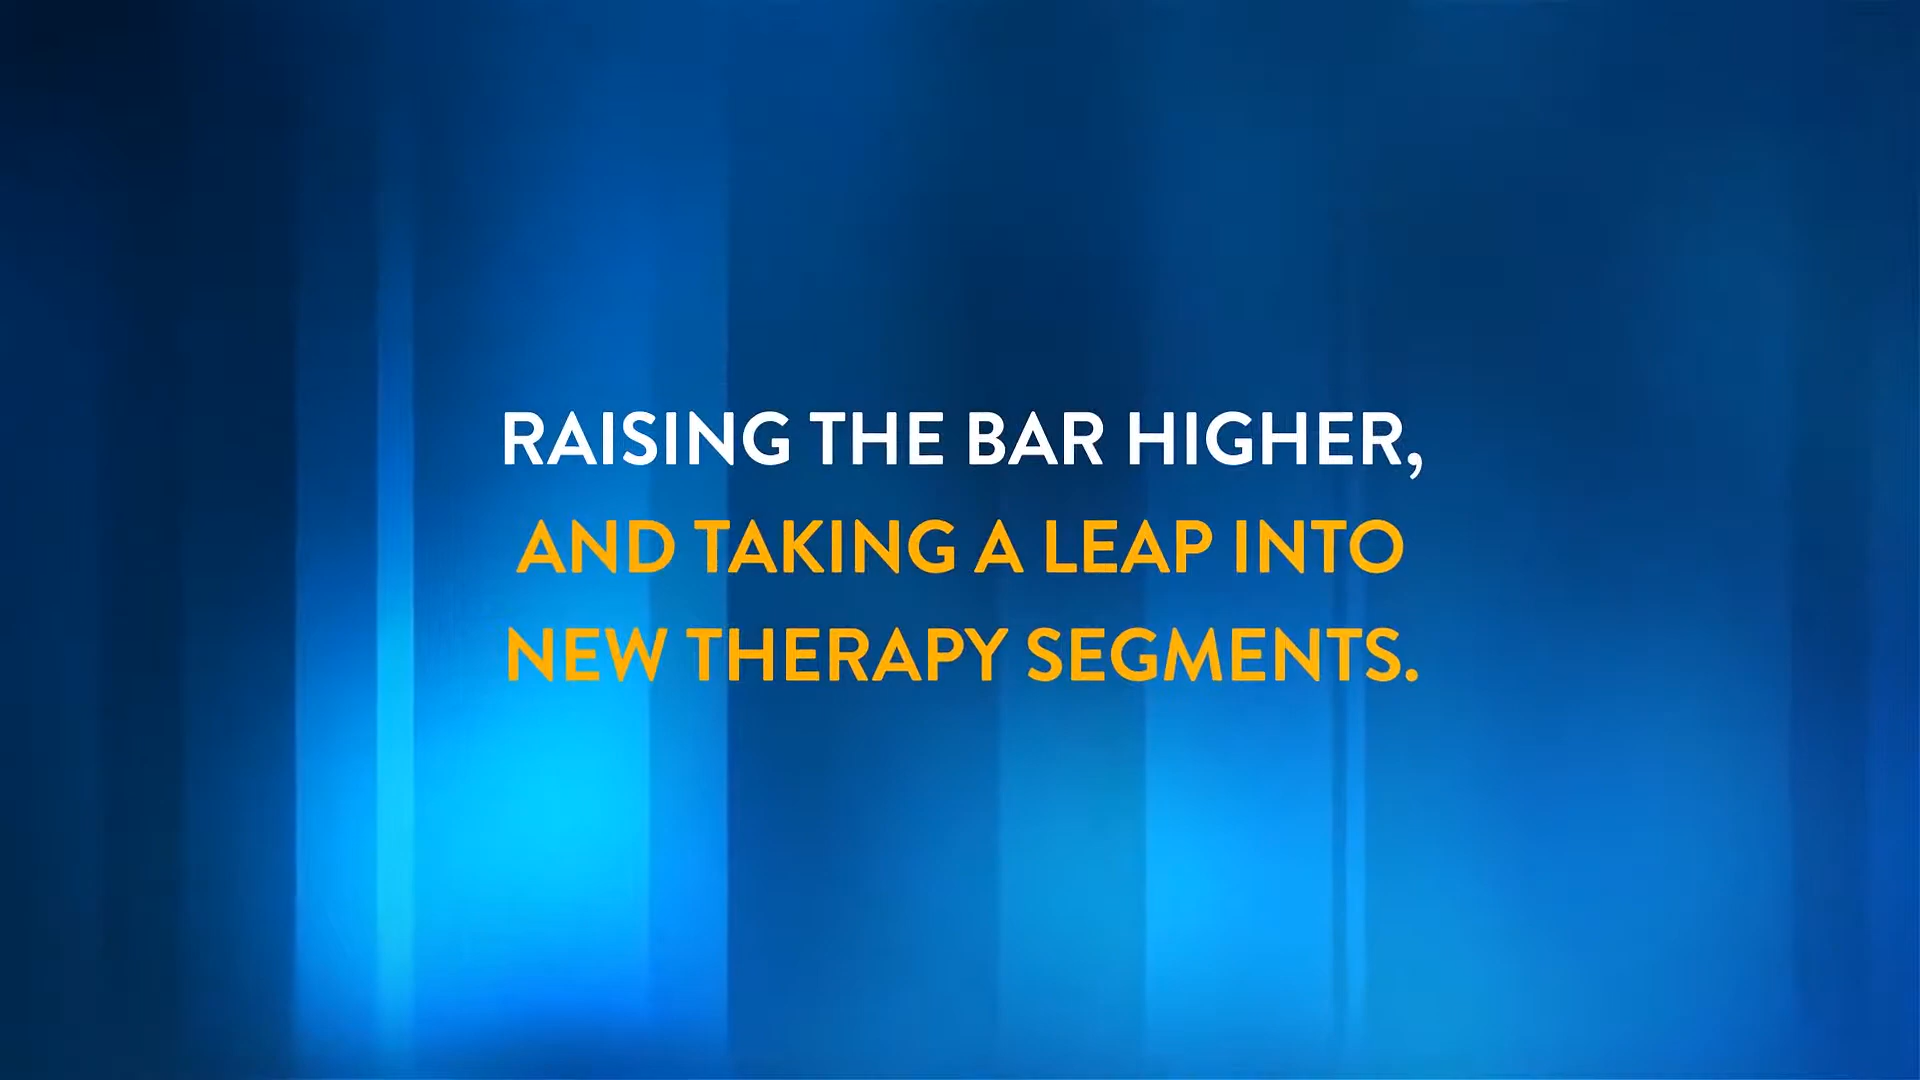 RAISING THE BAR HIGHER,
AND TAKING A LEAP INTO
NEW THERAPY SEGMENTS.